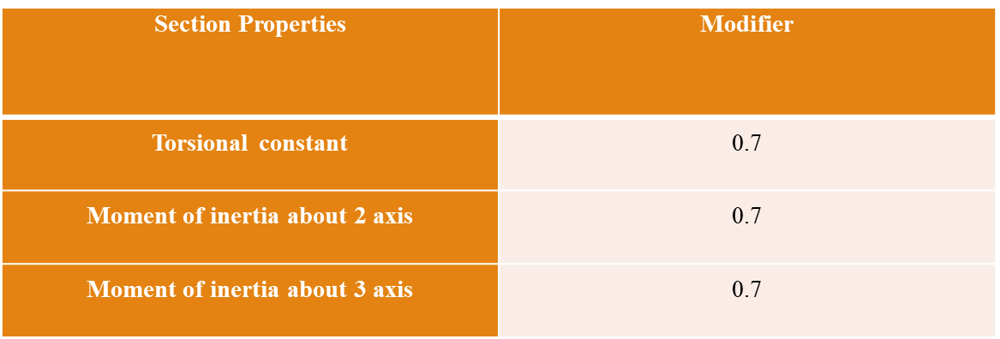 Section Properties
Modifier
Torsional constant
0.7
Moment of inertia about 2 axis
0.7
Moment of inertia about 3 axis
0.7